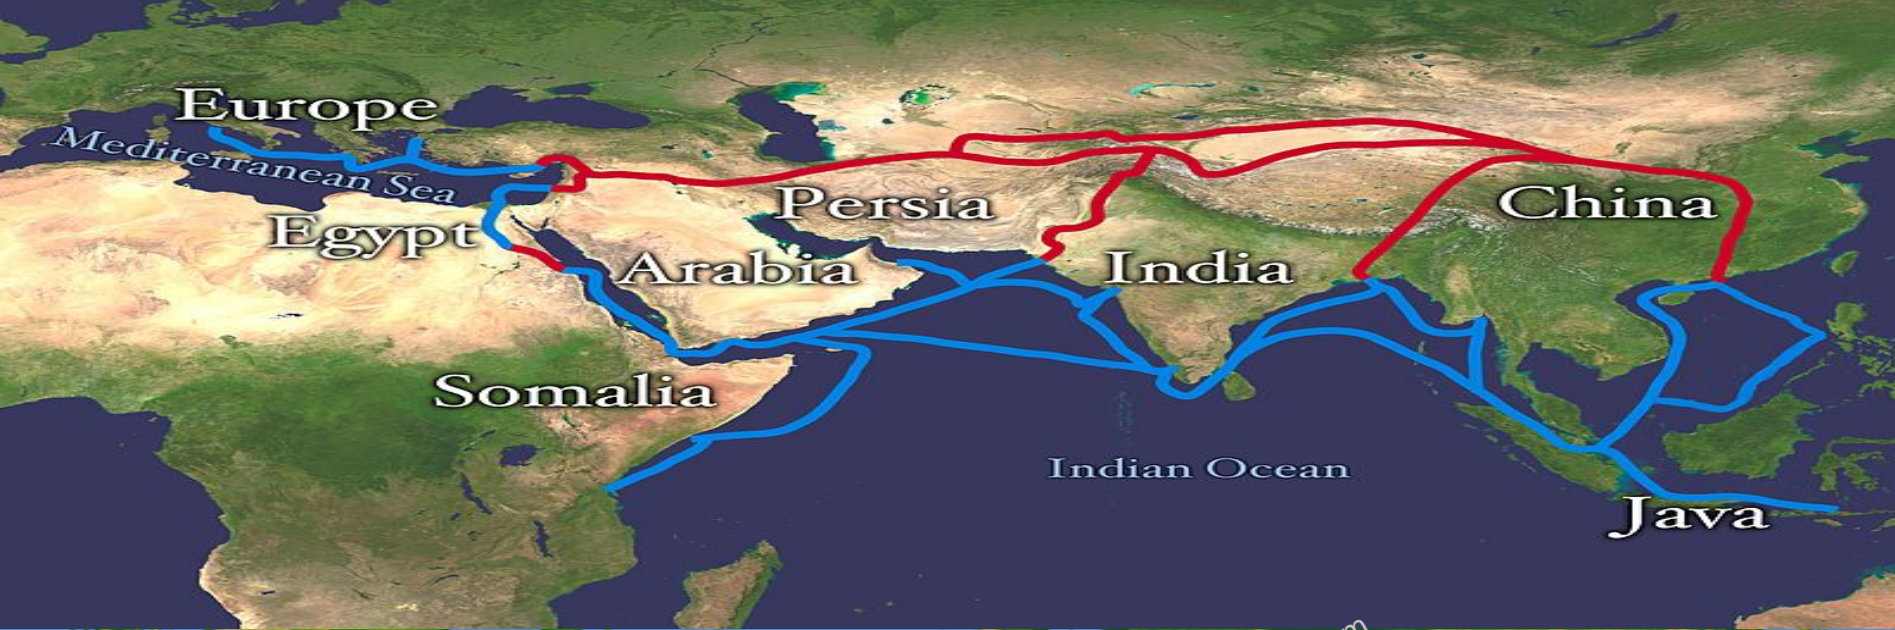 Europe
Mediterranean Sea
Egypt
Persia
China
Arabia
India
Somalia
Indian Ocean
Java